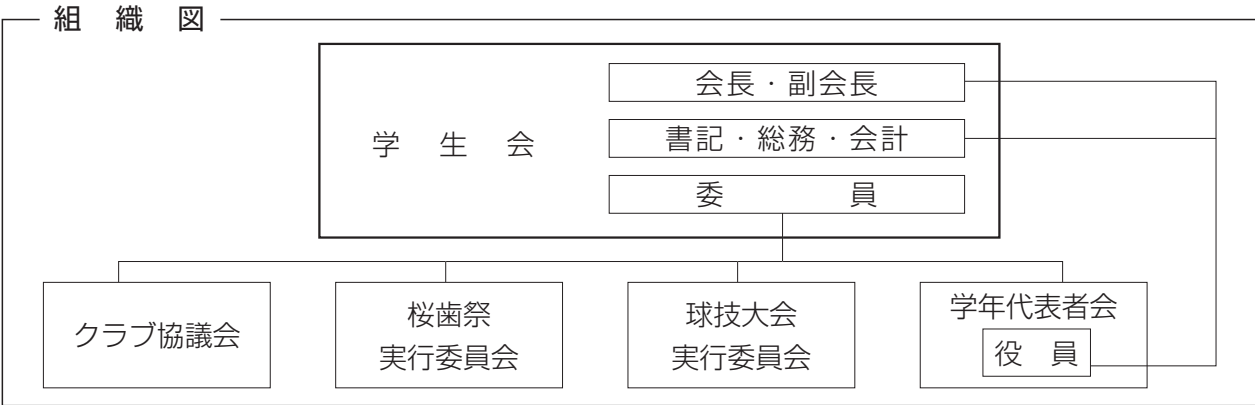 組織図
会長・副会長
学生会
書記・総務・会計
委員
クラブ協議会
桜歯祭
実行委員会
球技大会
実行委員会
学年代表者会
役員